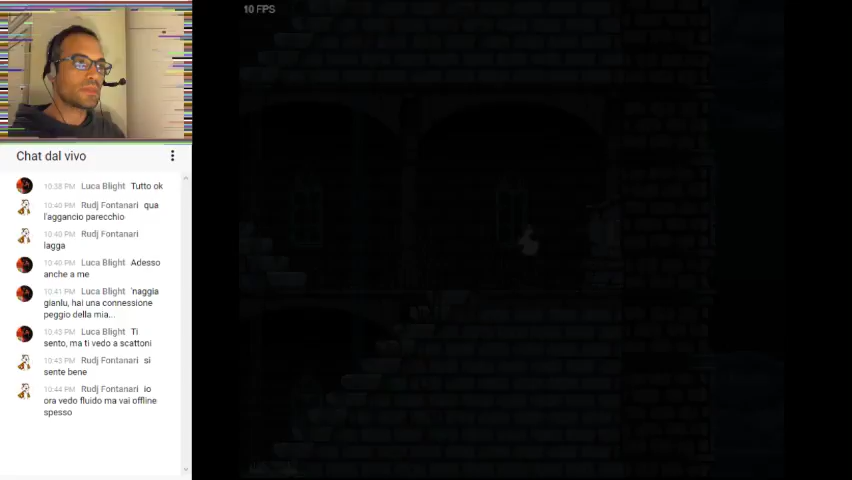 10 FPS
Chat dal vivo
10:38 PM Luca Blight Tutto ok
10:40 PM Rudj Fontanari qua
l'aggancio parecchio
10:40 PM Rudj Fontanari
lagga
10:40 PM Luca Blight Adesso
anche a me
10:41 PM Luca Blight 'naggia
gianlu, hai una connessione
peggio della mia...
10:43 PM Luca Blight Ti
sento, ma ti vedo a scattoni
10:43 PM Rudj Fontanari si
sente bene
10:44 PM Rudj Fontanari io
ora vedo fluido ma vai offline
spesso